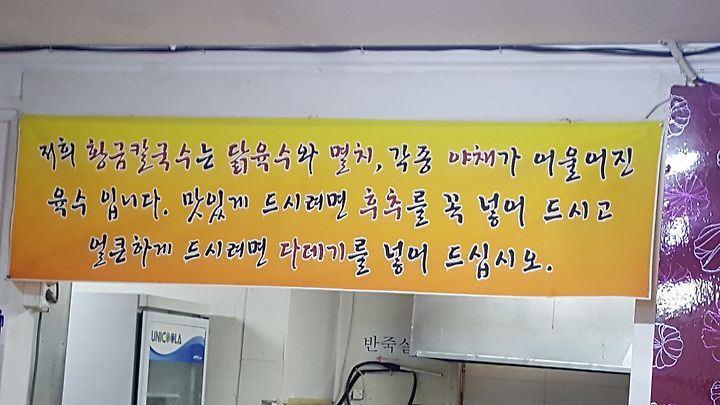 저희 황금칼국수는 닭육수와 멸치, 각종 야채가 어울어진
육수 입니다. 맛있게 드시려면 후추를 꼭 넣어 드시고
얼큰하게 드시려면 다데기를 넣어 드십시오.
UNICOOLA
반죽실